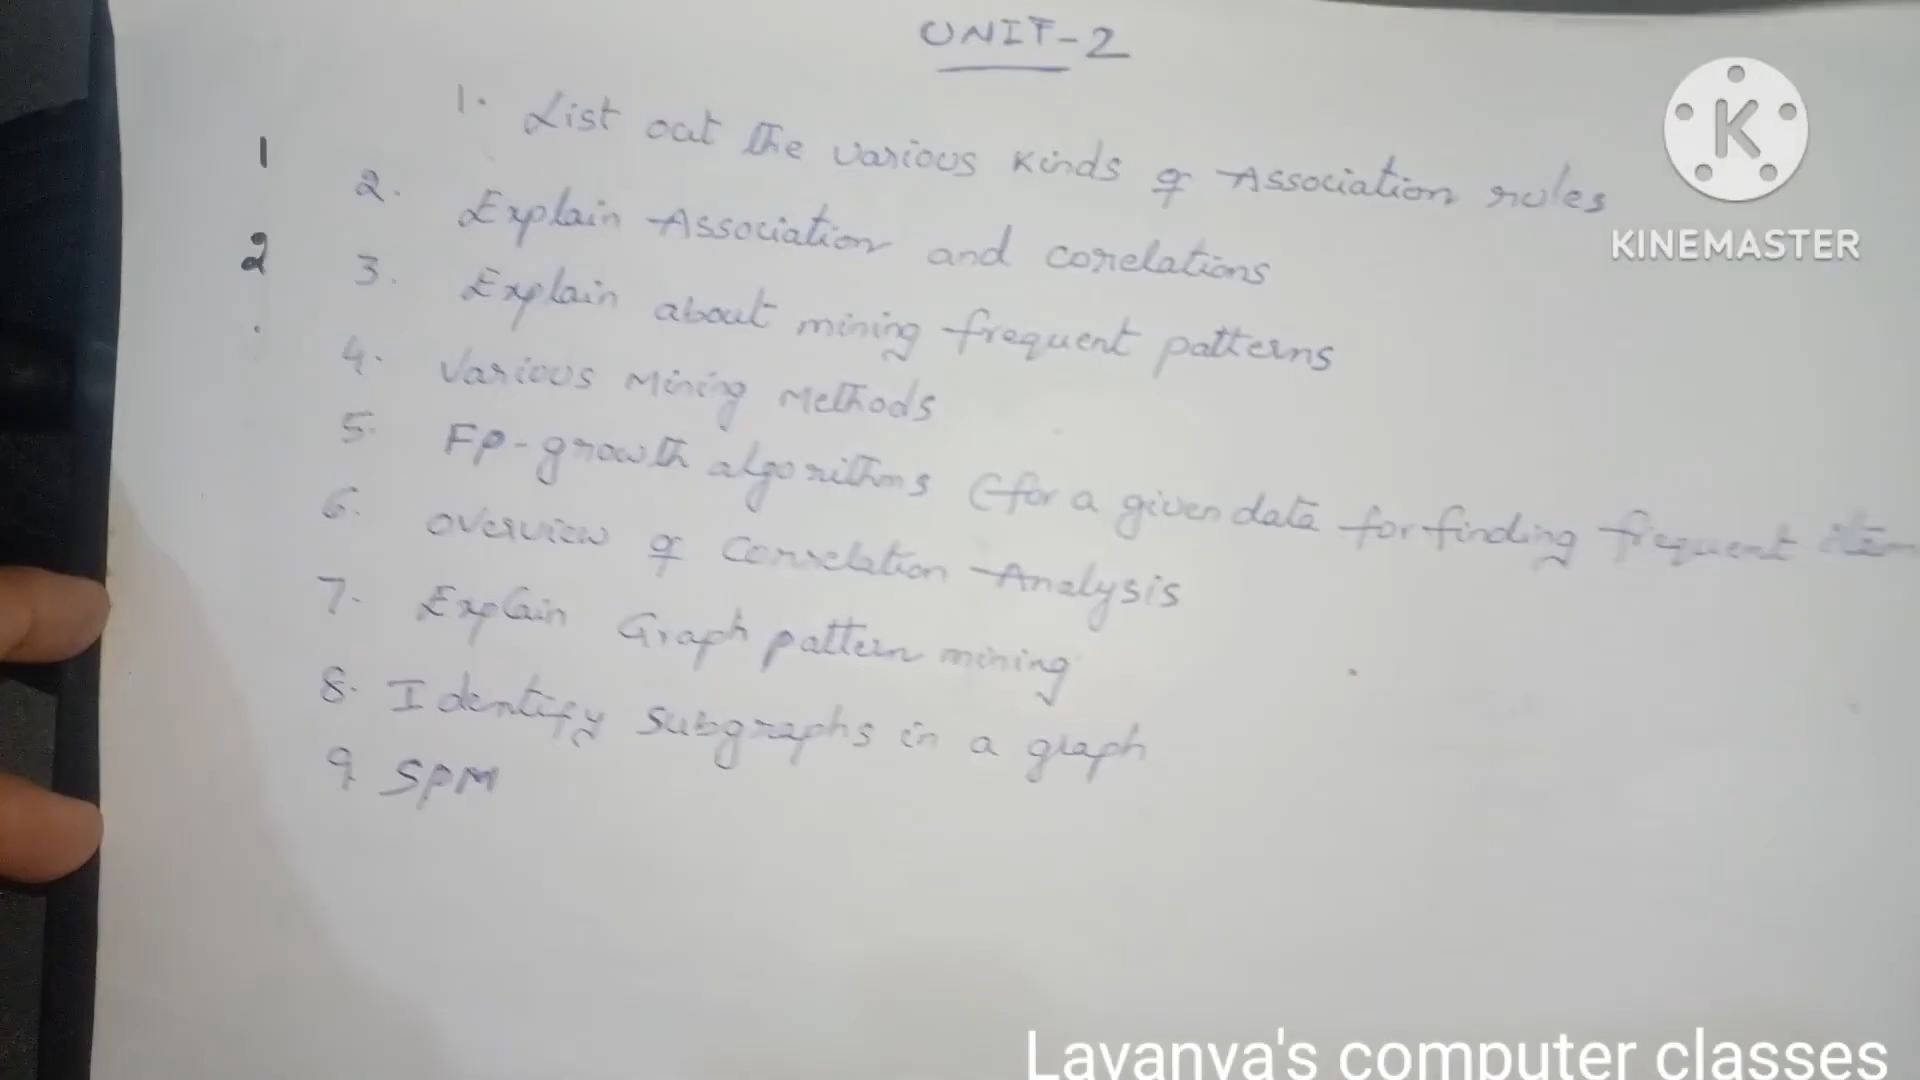 UNIT-2
1. List out the various kinds of Association rules
1
2. Explain Association and corelations
2
3. Explain about mining frequent patterns
4. Various Mining Methods
5. FP-growth algorithms (for a given data for finding frequent item
6. Overview of Correlation Analysis
7. Explain Graph pattern mining
8. Identify subgraphs in a graph
9 SPM
K
KINEMASTER
Lavanya's computer classes